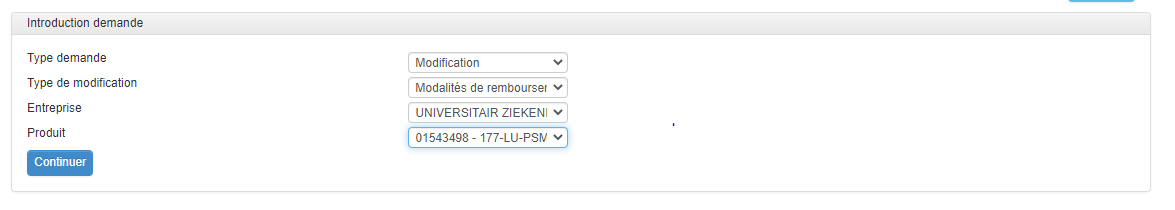 Introduction demande
Type demande Modification
Type de modification Modalités de rembourser
Entreprise UNIVERSITAIR ZIEKEN
Produit 01543498 - 177-LU-PSM
Continuer